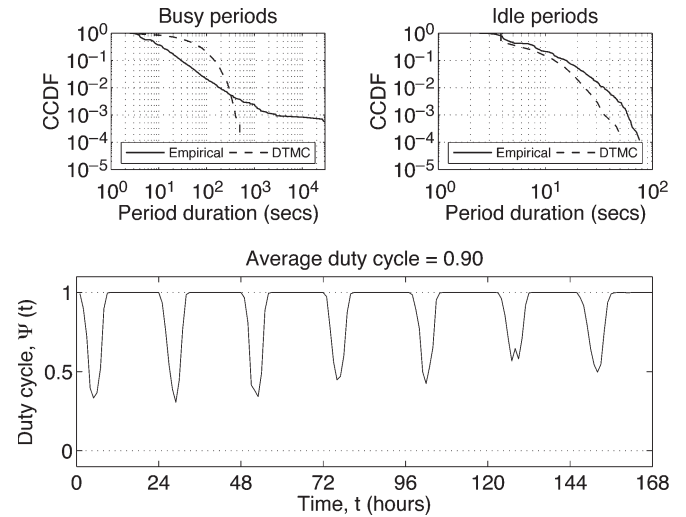 Busy periods
Idle periods
CCDF
10^0
10^-1
10^-2
10^-3
10^-4
10^-5
Empirical
DTMC
10^0 10^1 10^2 10^3 10^4
Period duration (secs)
CCDF
10^0
10^-1
10^-2
10^-3
10^-4
10^-5
Empirical
DTMC
10^0 10^1 10^2
Period duration (secs)
Average duty cycle = 0.90
Duty cycle, Ψ (t)
1
0.5
0
0 24 48 72 96 120 144 168
Time, t (hours)